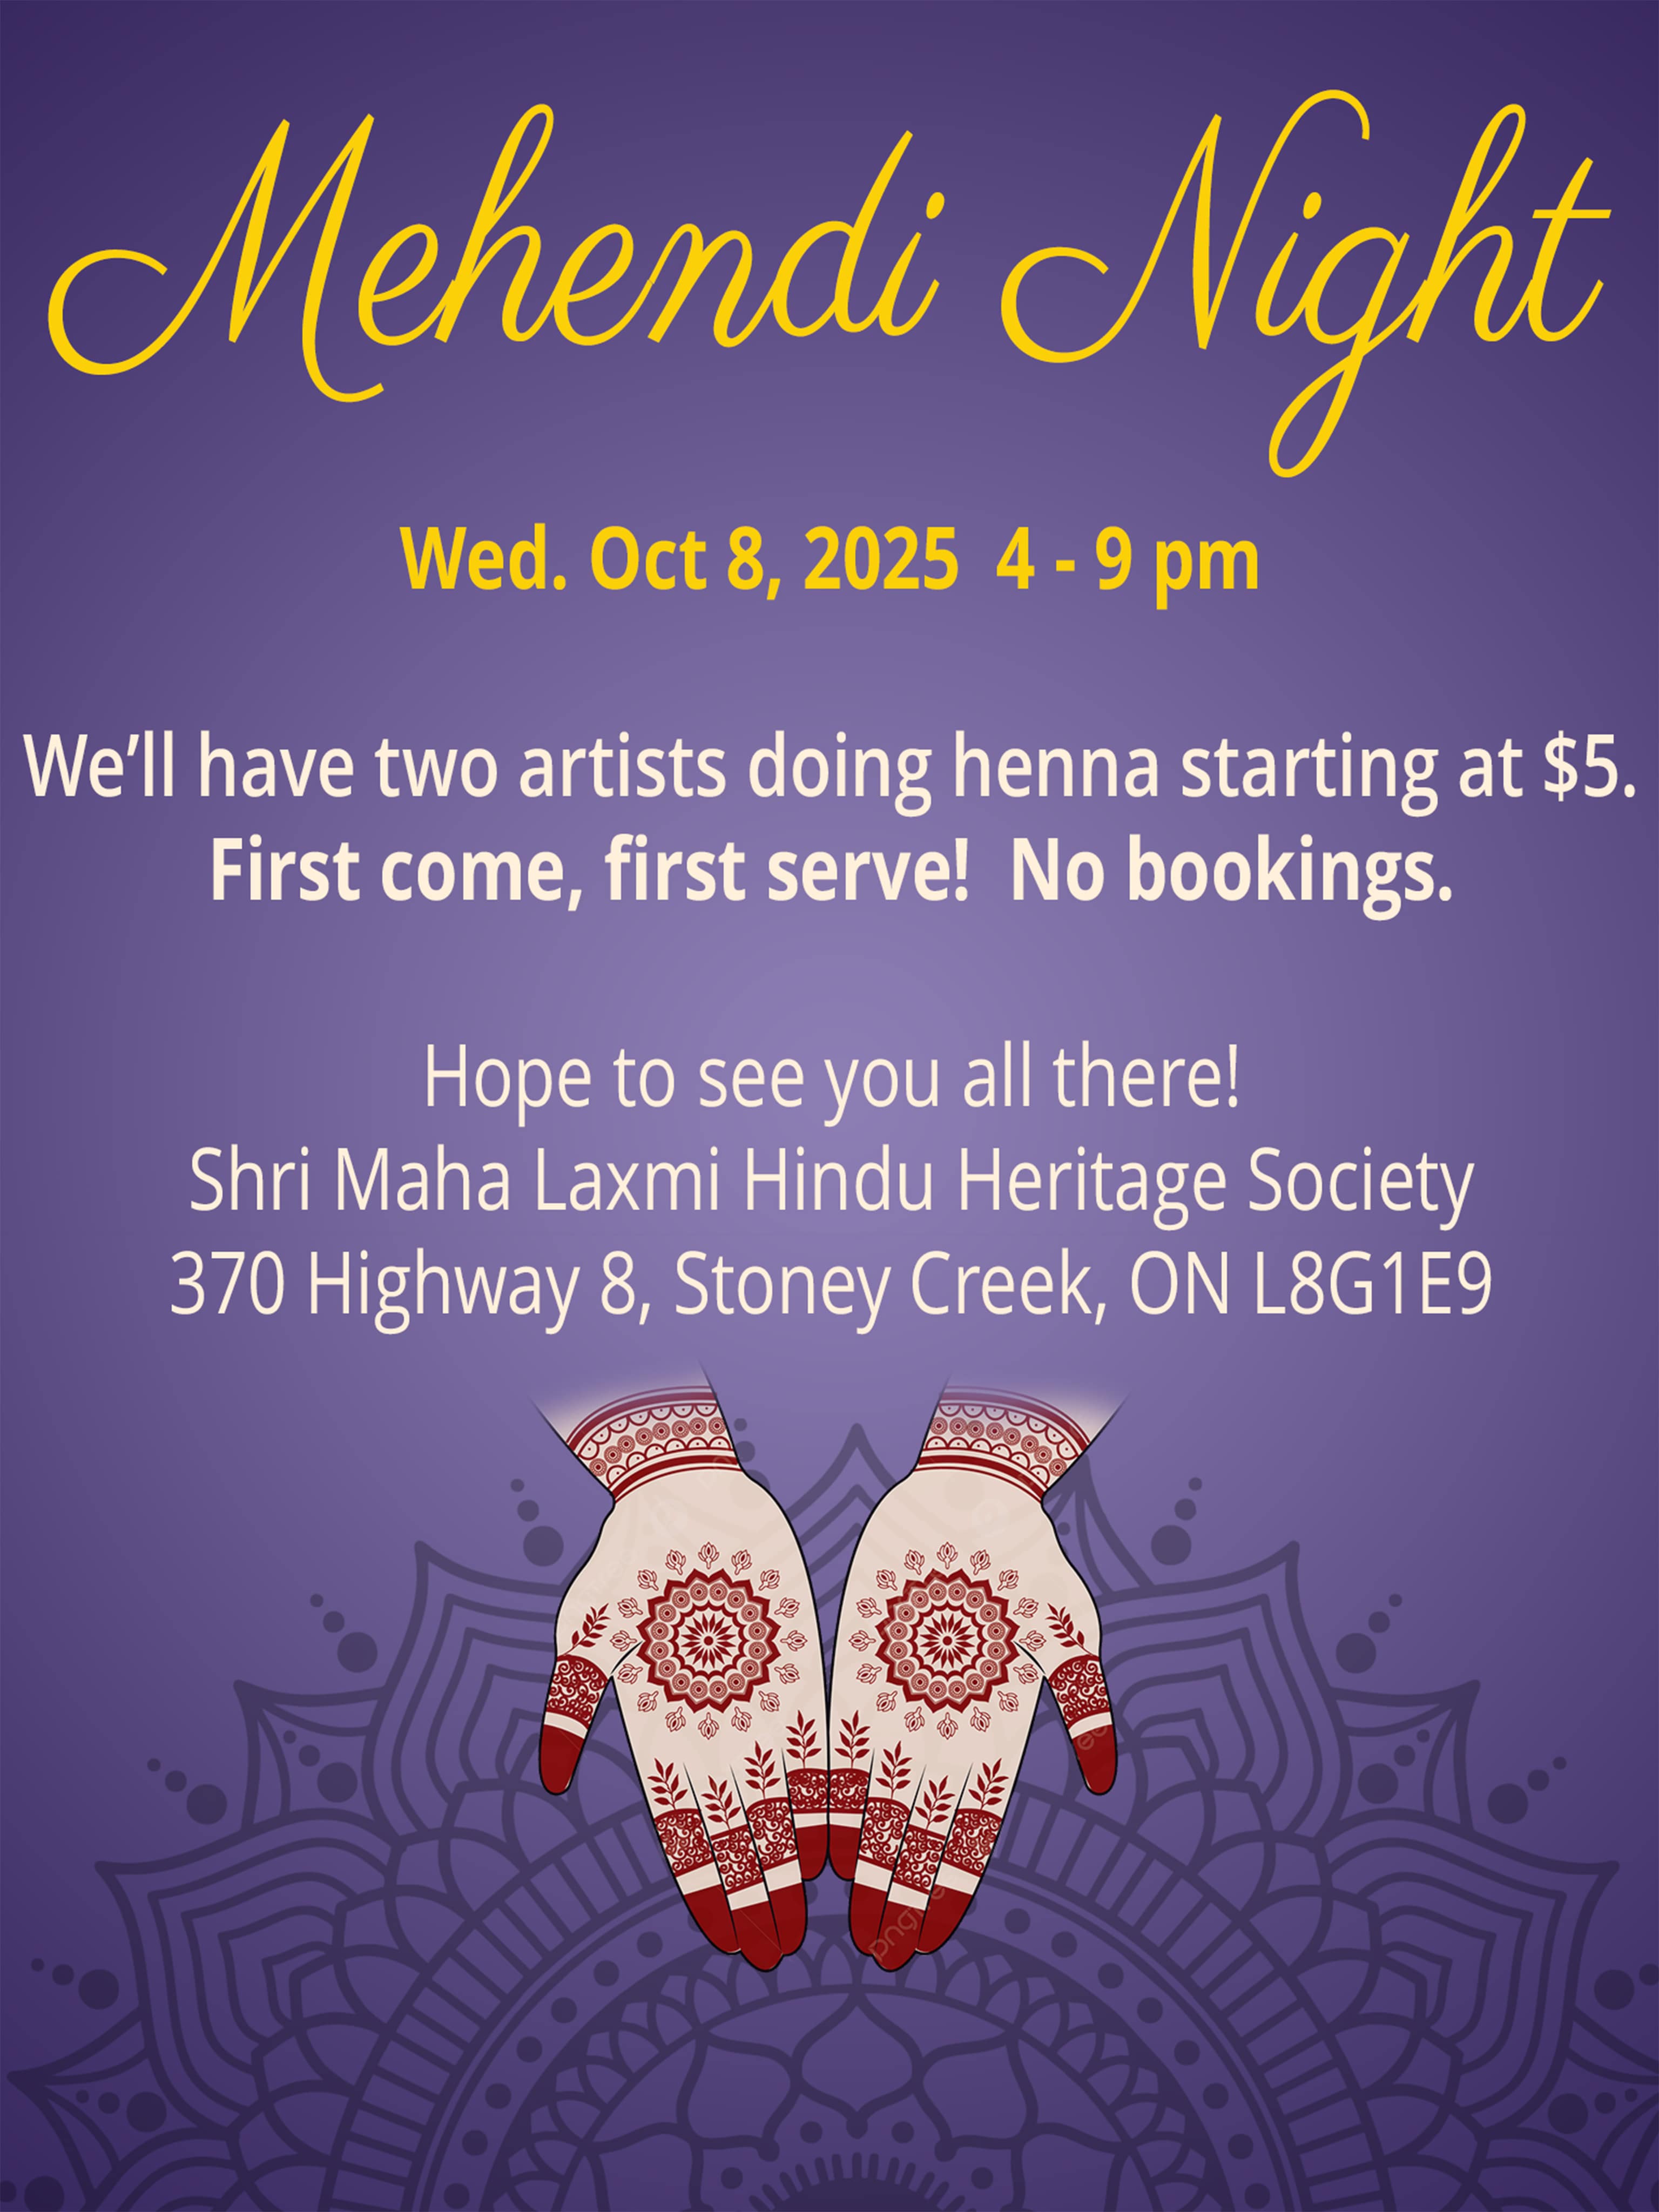 Mehendi Night
Wed. Oct 8, 2025  4 - 9 pm
We’ll have two artists doing henna starting at $5.
First come, first serve!  No bookings.
Hope to see you all there!
Shri Maha Laxmi Hindu Heritage Society
370 Highway 8, Stoney Creek, ON L8G1E9